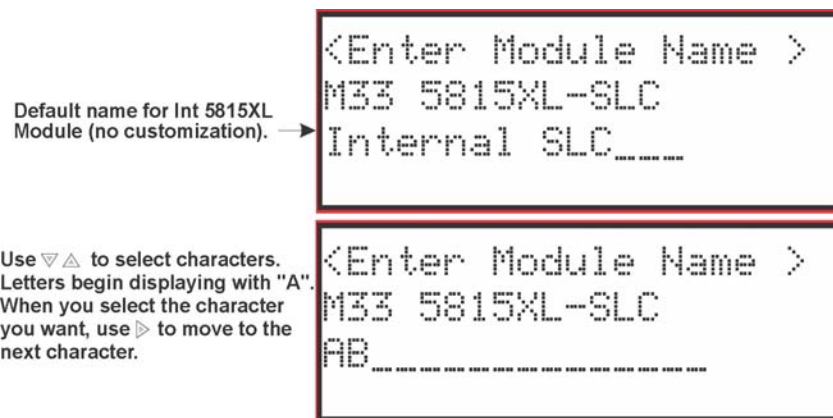 <Enter Module Name >
M33 5815XL-SLC
Internal SLC___
Default name for Int 5815XL
Module (no customization).
<Enter Module Name >
M33 5815XL-SLC
AB______________
Use ▽ △ to select characters.
Letters begin displaying with "A".
When you select the character
you want, use ▷ to move to the
next character.